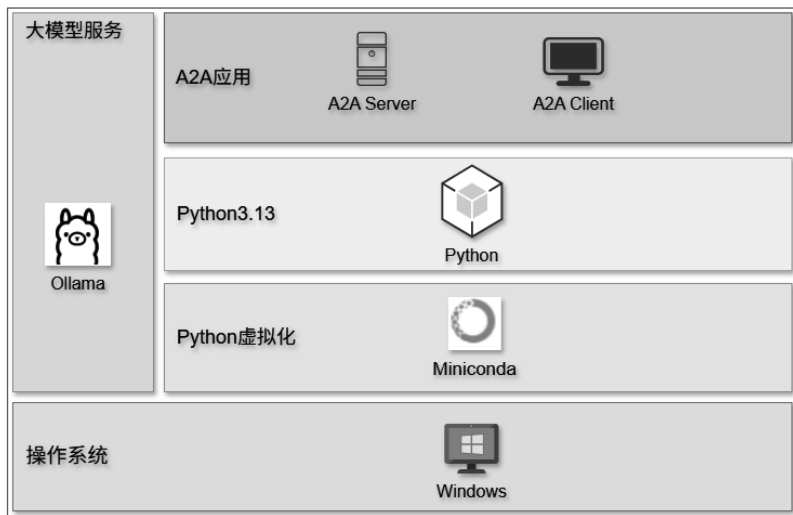 大模型服务
Ollama
A2A应用
A2A Server
A2A Client
Python3.13
Python
Python虚拟化
Miniconda
操作系统
Windows